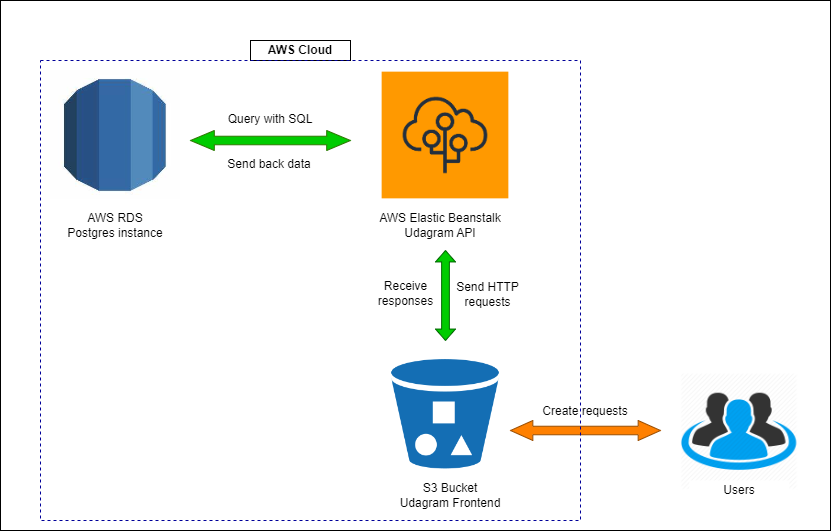 AWS Cloud
Query with SQL
Send back data
AWS RDS
Postgres instance
AWS Elastic Beanstalk
Udagram API
Receive
responses
Send HTTP
requests
Create requests
S3 Bucket
Udagram Frontend
Users